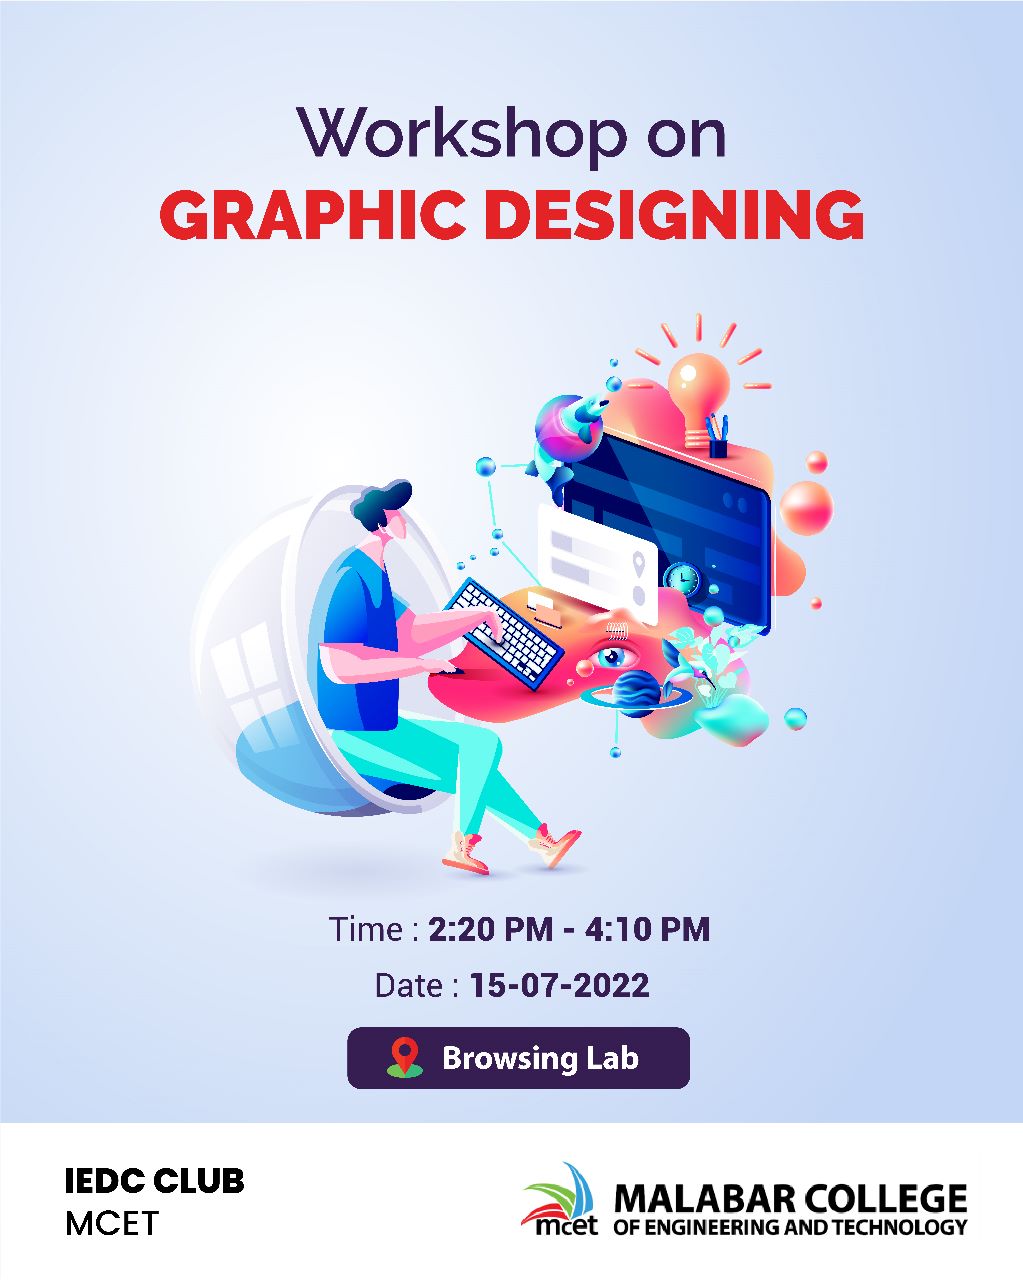 Workshop on
GRAPHIC DESIGNING
Time : 2:20 PM - 4:10 PM
Date : 15-07-2022
Browsing Lab
IEDC CLUB
MCET
mcet
MALABAR COLLEGE
OF ENGINEERING AND TECHNOLOGY